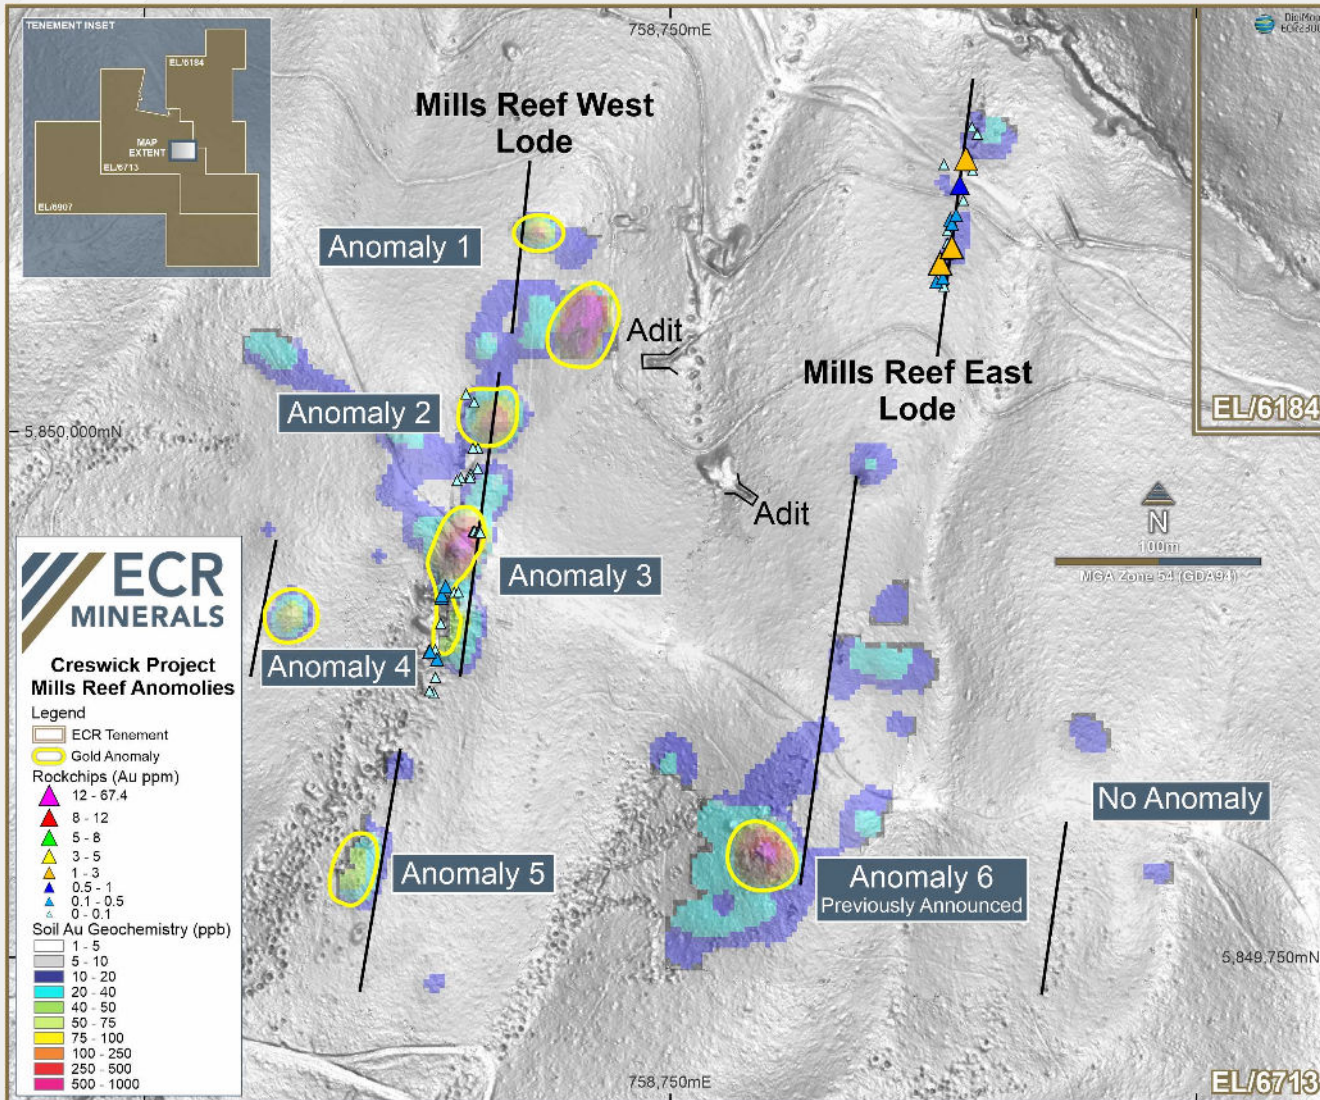 TENEMENT INSET
EL/6184
MAP
EXTENT
EL/6713
EL/6907
758,750mE
Mills Reef West
Lode
Anomaly 1
Adit
Mills Reef East
Lode
Anomaly 2
EL/6184
5,850,000mN
Adit
N
100m
MGA Zone 54 (GDA94)
Anomaly 3
Anomaly 4
No Anomaly
Anomaly 5
Anomaly 6
Previously Announced
5,849,750mN
758,750mE
EL/6713
ECR
MINERALS
Creswick Project
Mills Reef Anomolies
Legend
ECR Tenement
Gold Anomaly
Rockchips (Au ppm)
12 - 67.4
8 - 12
5 - 8
3 - 5
1 - 3
0.5 - 1
0.1 - 0.5
0 - 0.1
Soil Au Geochemistry (ppb)
1 - 5
5 - 10
10 - 20
20 - 40
40 - 50
50 - 75
75 - 100
100 - 250
250 - 500
500 - 1000